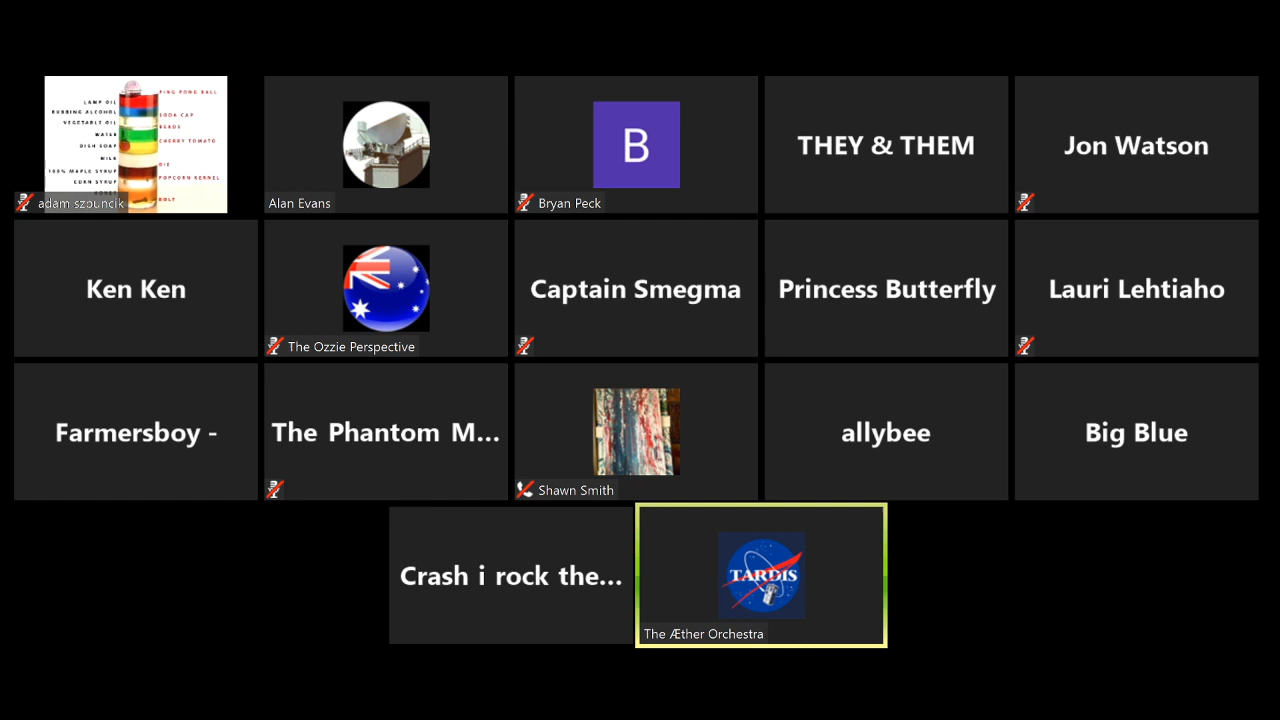 LAMP OIL
RUBBING ALCOHOL
VEGETABLE OIL
WATER
DISH SOAP
MILK
100% MAPLE SYRUP
CORN SYRUP
PING PONG BALL
SODA CAP
BEADS
CHERRY TOMATO
DIE
POPCORN KERNEL
BOLT
adam szpuncik
Alan Evans
B
Bryan Peck
THEY & THEM
Jon Watson
Ken Ken
The Ozzie Perspective
Captain Smegma
Princess Butterfly
Lauri Lehtiaho
Farmersboy -
The Phantom M...
Shawn Smith
allybee
Big Blue
Crash i rock the...
TARDIS
The Æther Orchestra